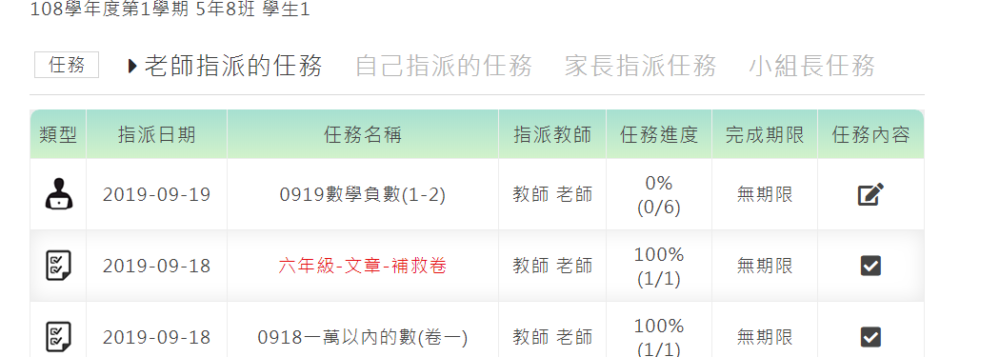 108學年度第1學期 5年8班 學生1
任務 老師指派的任務 自己指派的任務 家長指派任務 小組長任務
類型 指派日期 任務名稱 指派教師 任務進度 完成期限 任務內容
2019-09-19 0919數學負數(1-2) 教師 老師 0% (0/6) 無期限
2019-09-18 六年級-文章-補救卷 教師 老師 100% (1/1) 無期限
2019-09-18 0918一萬以內的數(卷一) 教師 老師 100% (1/1) 無期限